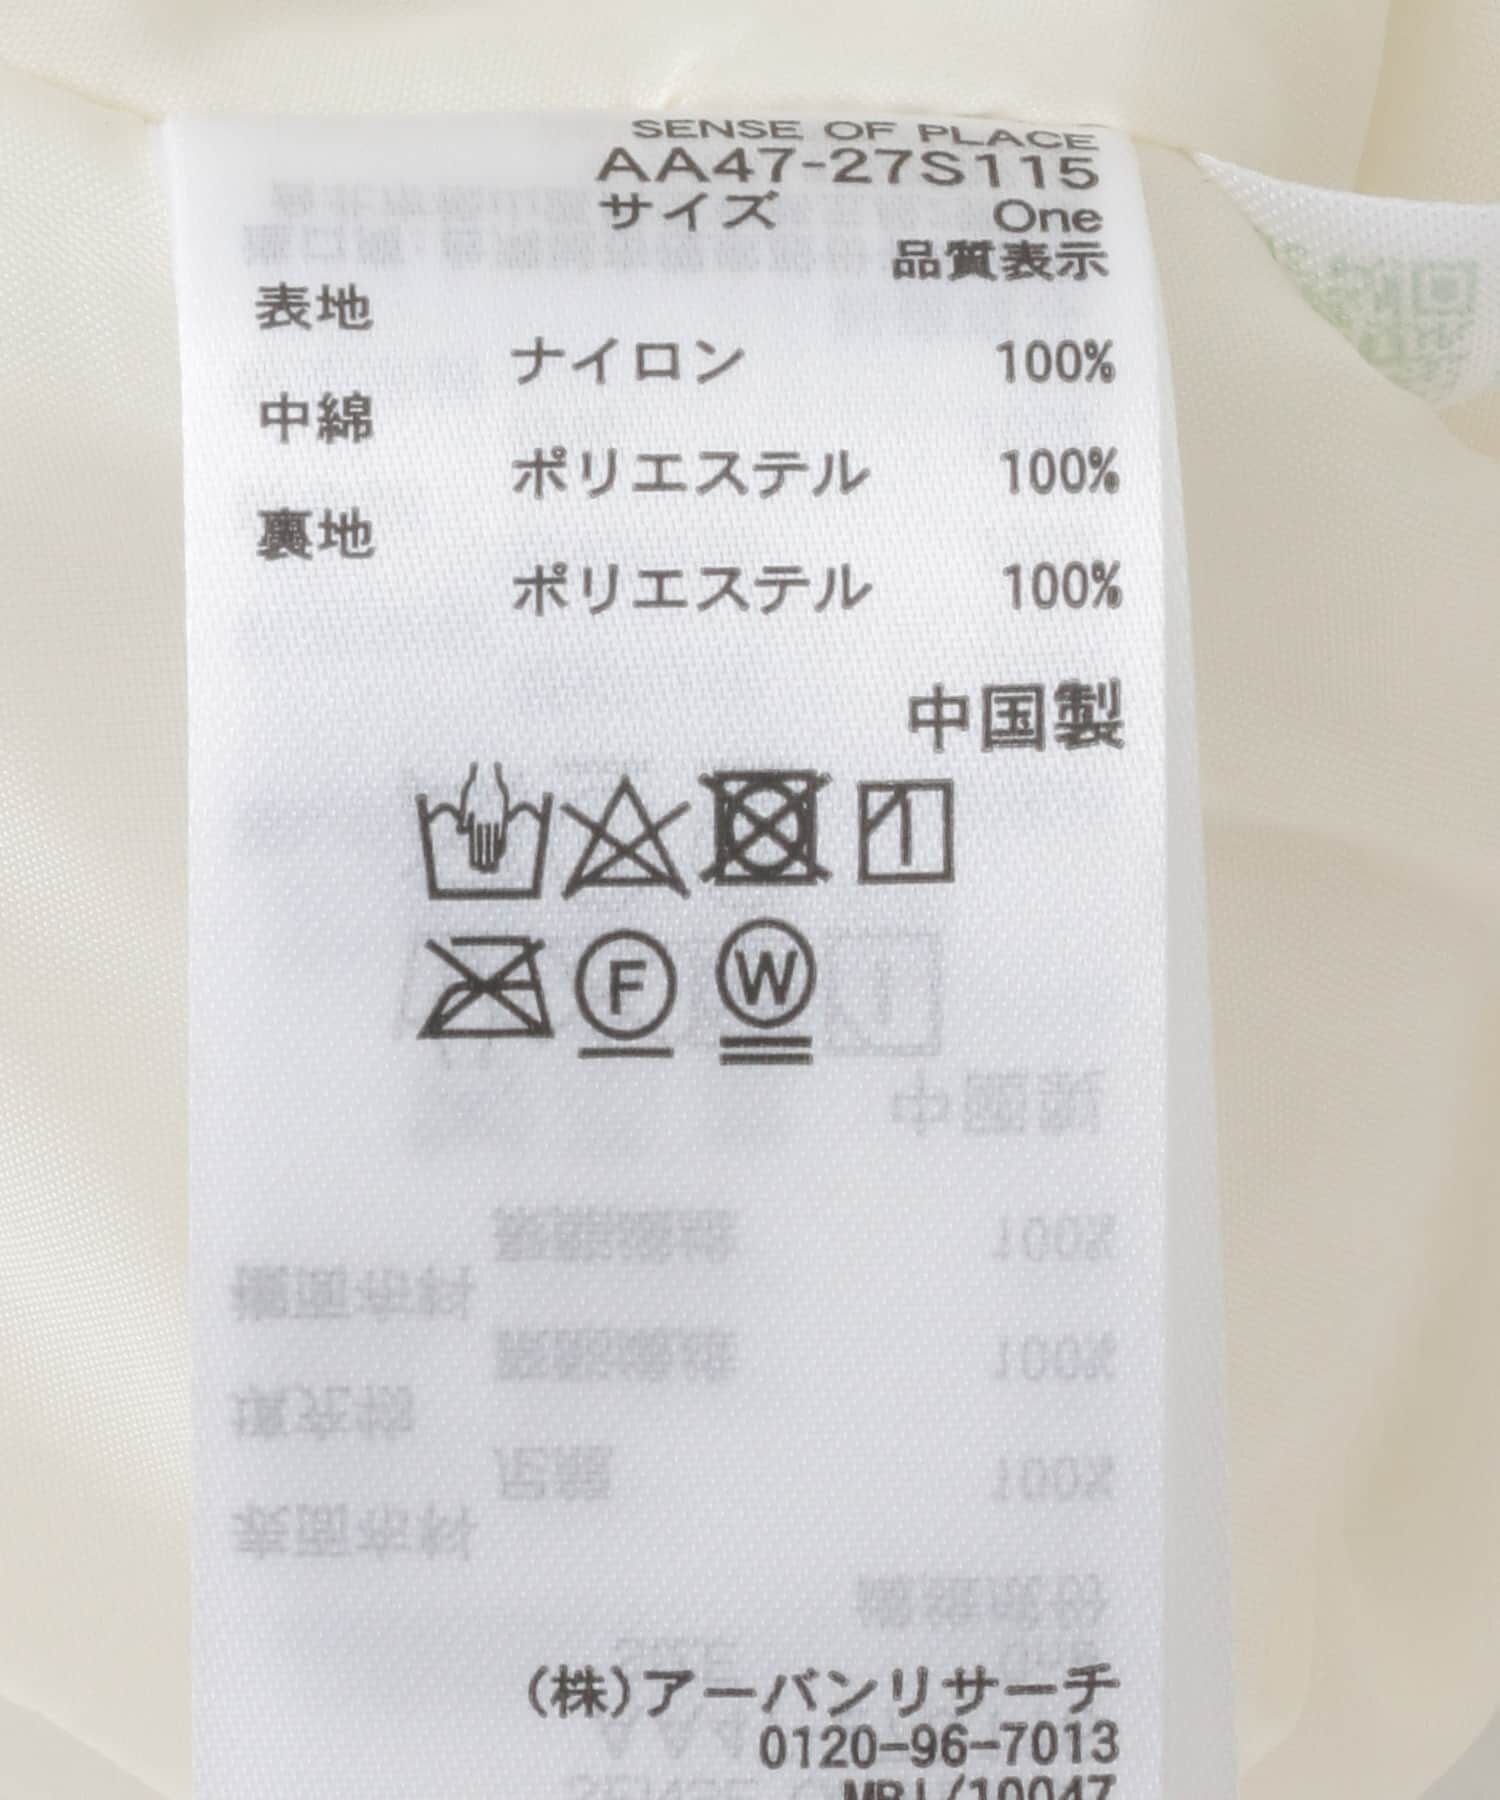 SENSE OF PLACE
AA47-27S115
サイズ One
品質表示
表地
ナイロン 100%
中綿
ポリエステル 100%
裏地
ポリエステル 100%
中国製
F W
(株)アーバンリサーチ
0120-96-7013